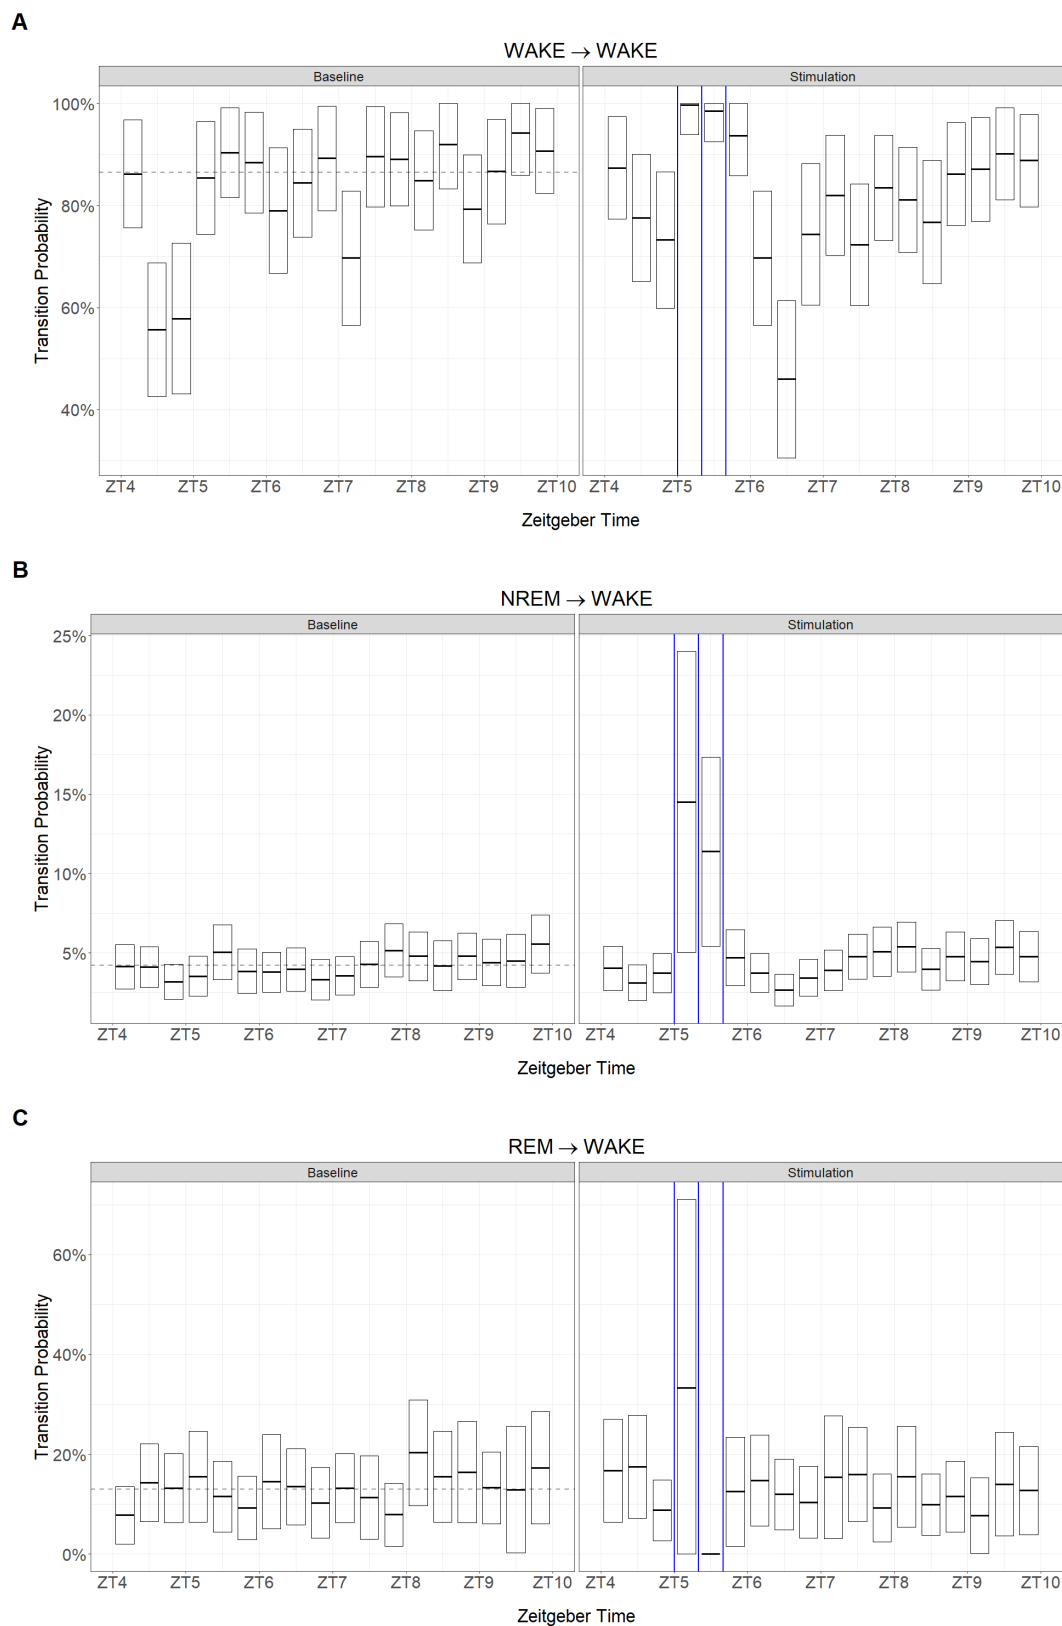 A
WAKE → WAKE
Baseline Stimulation
100%
80%
60%
40%
Transition Probability
ZT4 ZT5 ZT6 ZT7 ZT8 ZT9 ZT10 ZT4 ZT5 ZT6 ZT7 ZT8 ZT9 ZT10
Zeitgeber Time
B
NREM → WAKE
Baseline Stimulation
25%
20%
15%
10%
5%
Transition Probability
ZT4 ZT5 ZT6 ZT7 ZT8 ZT9 ZT10 ZT4 ZT5 ZT6 ZT7 ZT8 ZT9 ZT10
Zeitgeber Time
C
REM → WAKE
Baseline Stimulation
60%
40%
20%
0%
Transition Probability
ZT4 ZT5 ZT6 ZT7 ZT8 ZT9 ZT10 ZT4 ZT5 ZT6 ZT7 ZT8 ZT9 ZT10
Zeitgeber Time